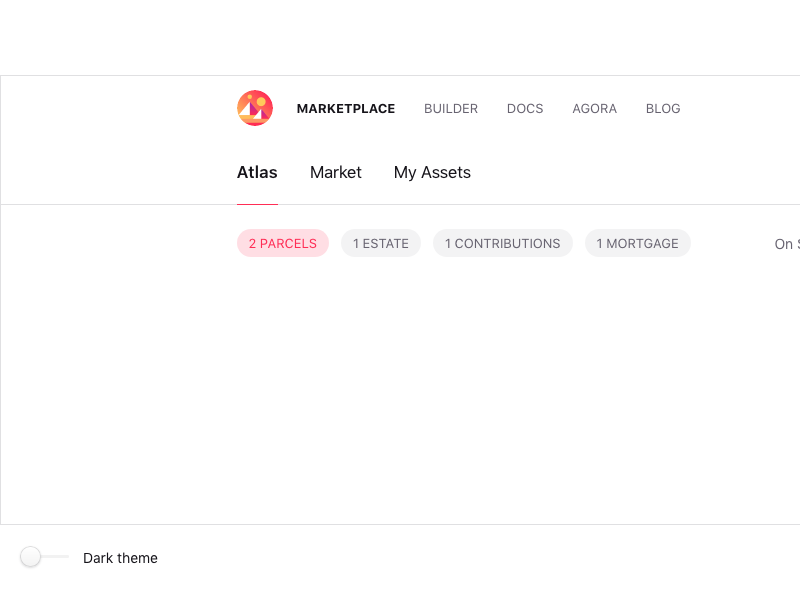 MARKETPLACE BUILDER DOCS AGORA BLOG
Atlas Market My Assets
2 PARCELS 1 ESTATE 1 CONTRIBUTIONS 1 MORTGAGE On
Dark theme